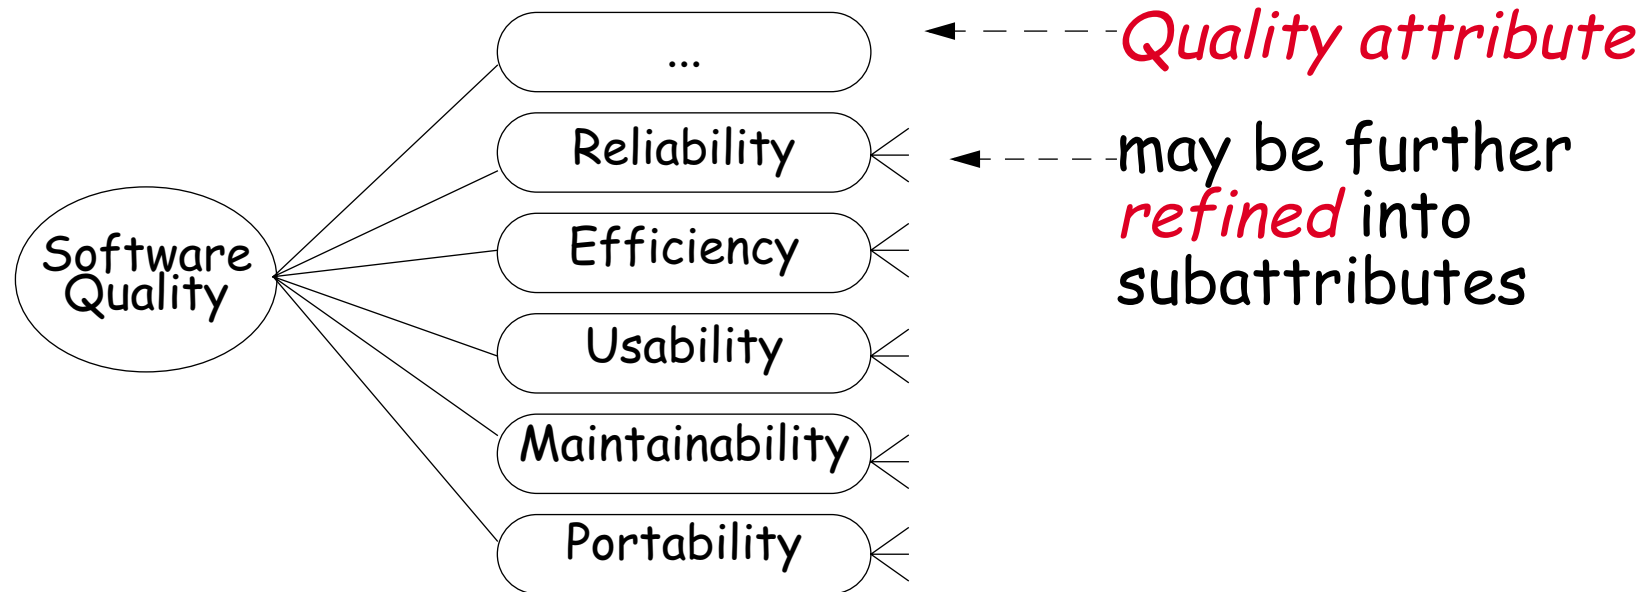 Software
Quality
...
Reliability
Efficiency
Usability
Maintainability
Portability
Quality attribute
may be further
refined into
subattributes